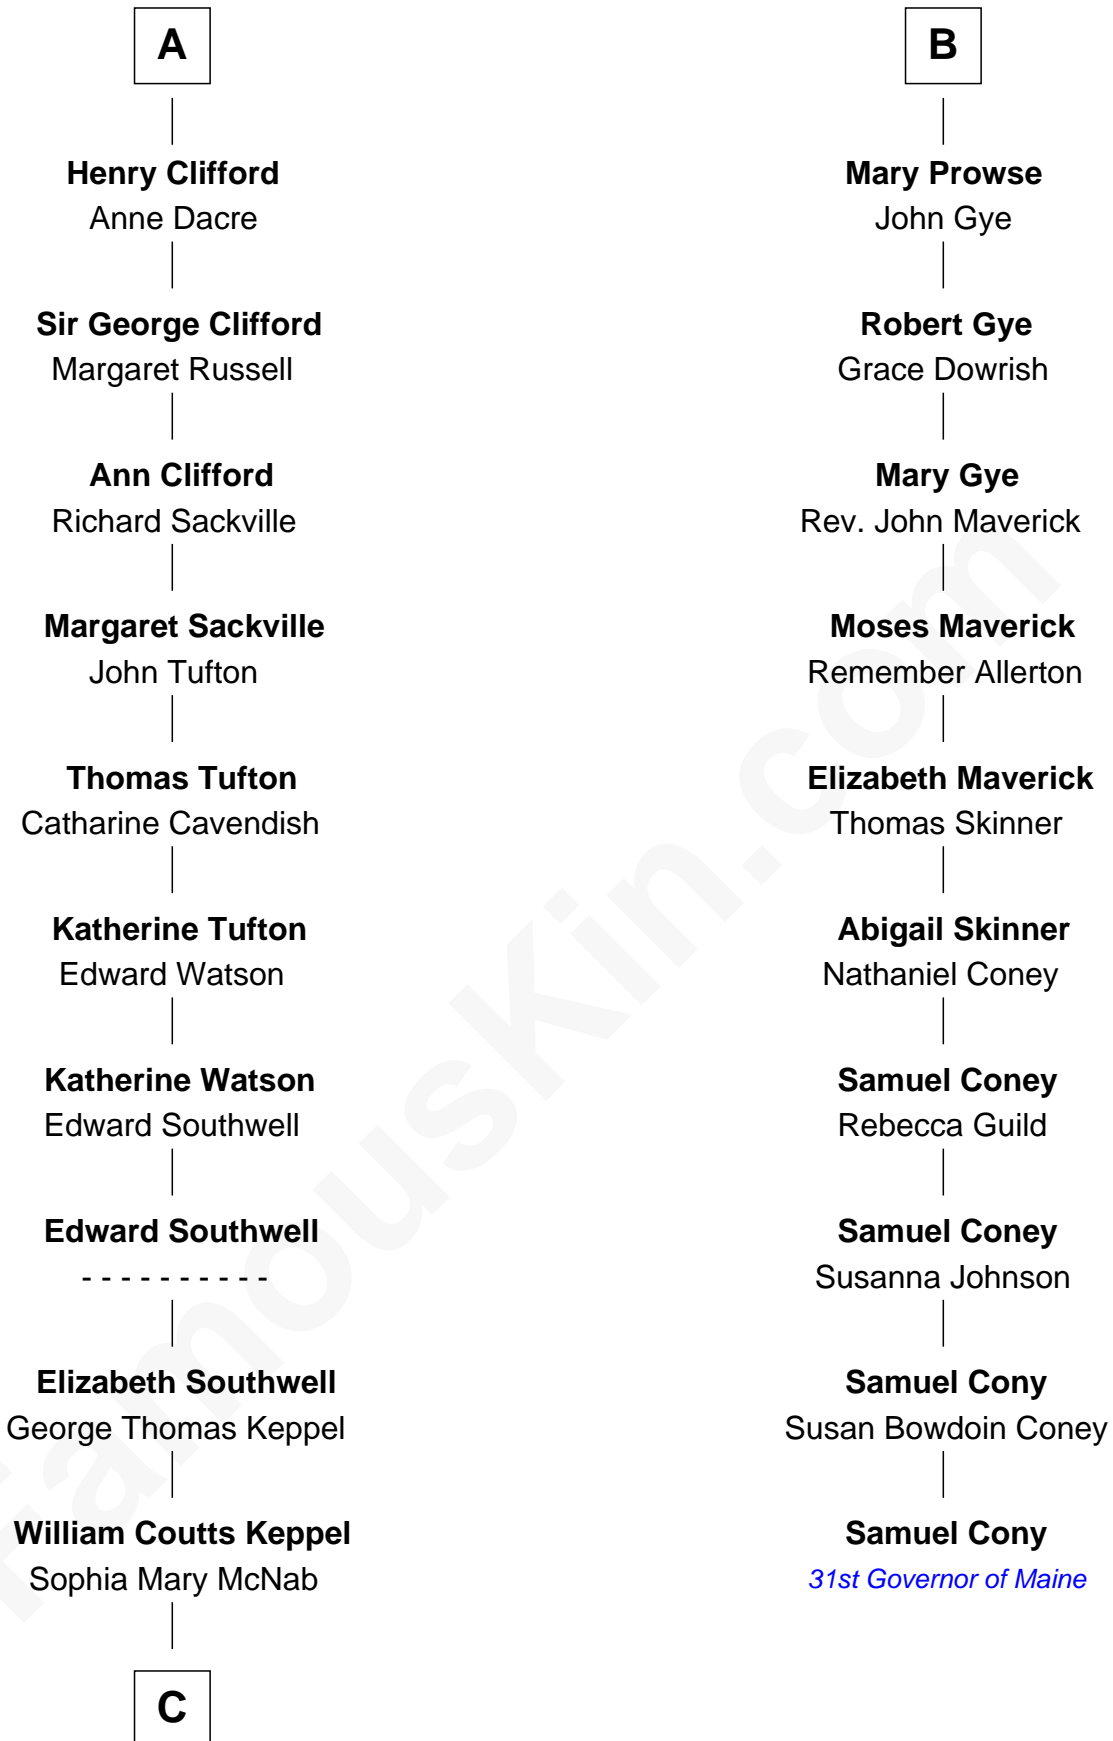 A
Henry Clifford
Anne Dacre
Sir George Clifford
Margaret Russell
Ann Clifford
Richard Sackville
Margaret Sackville
John Tufton
Thomas Tufton
Catharine Cavendish
Katherine Tufton
Edward Watson
Katherine Watson
Edward Southwell
Edward Southwell
- - - - - - - - - -
Elizabeth Southwell
George Thomas Keppel
William Coutts Keppel
Sophia Mary McNab
C
B
Mary Prowse
John Gye
Robert Gye
Grace Dowrish
Mary Gye
Rev. John Maverick
Moses Maverick
Remember Allerton
Elizabeth Maverick
Thomas Skinner
Abigail Skinner
Nathaniel Coney
Samuel Coney
Rebecca Guild
Samuel Coney
Susanna Johnson
Samuel Cony
Susan Bowdoin Coney
Samuel Cony
31st Governor of Maine
FamousKin.com